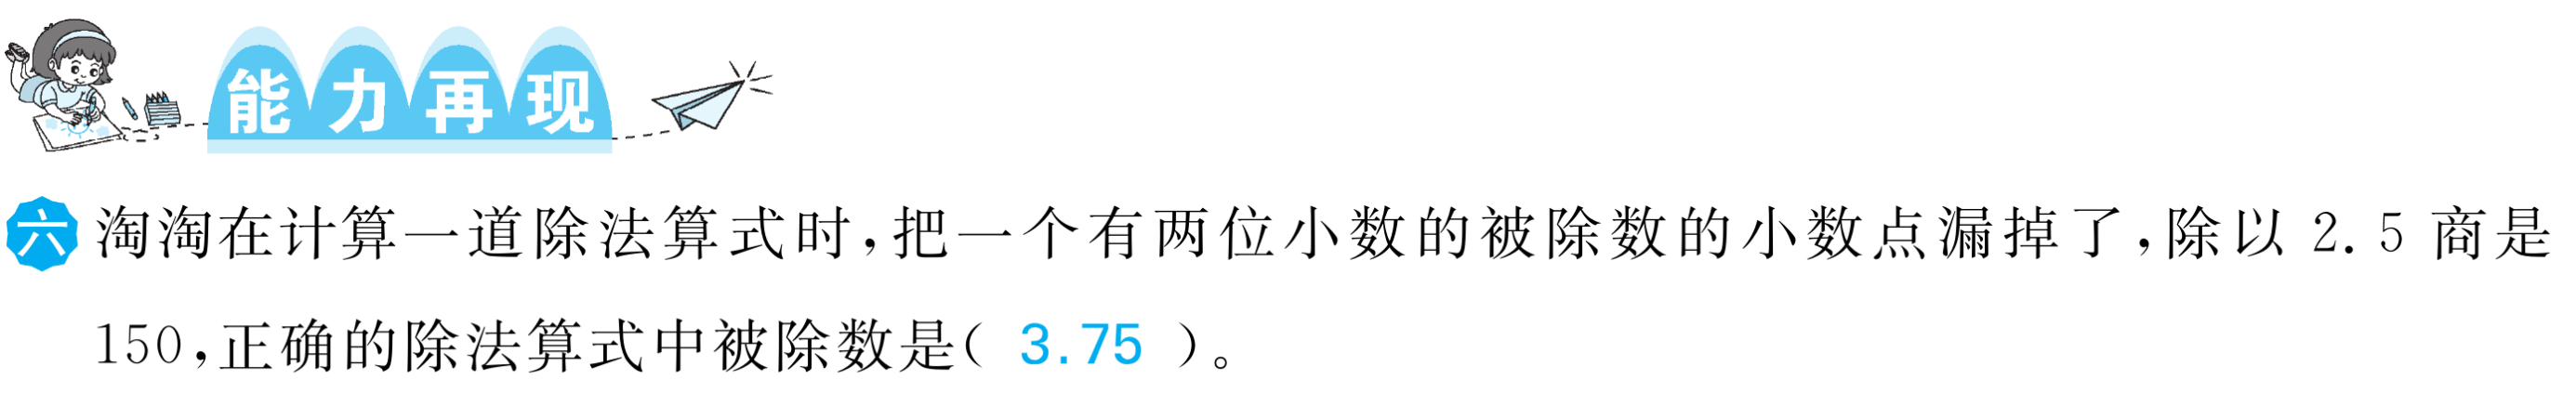 能力再现
六 淘淘在计算一道除法算式时,把一个有两位小数的被除数的小数点漏掉了,除以 2.5 商是
150,正确的除法算式中被除数是( 3.75 )。